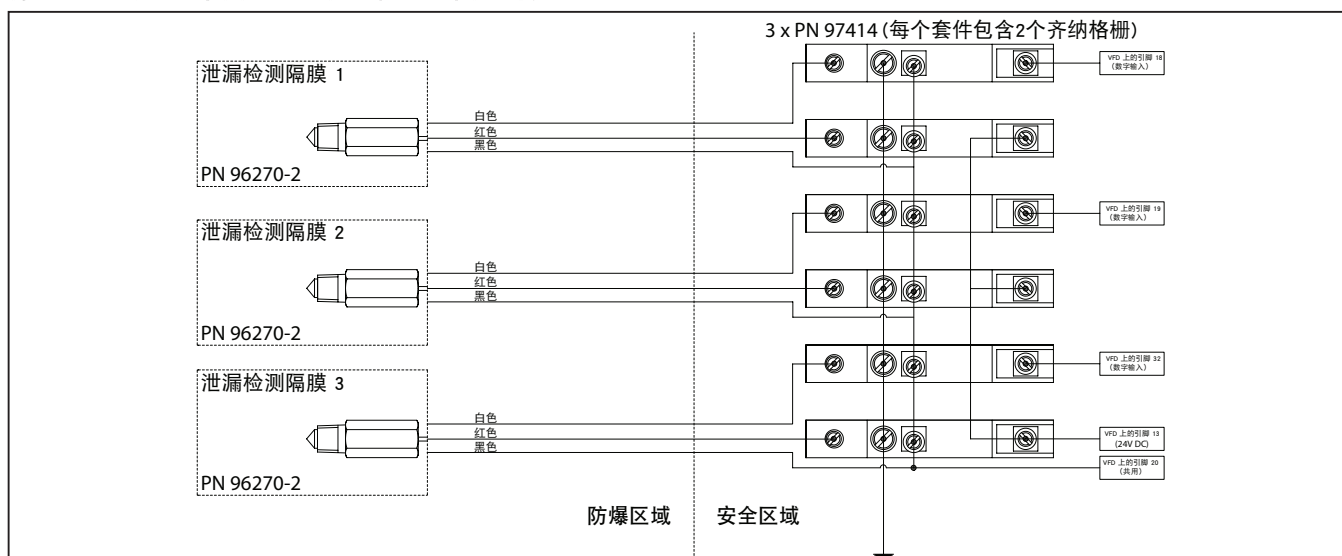 3 x PN 97414 (每个套件包含2个齐纳格栅)
泄漏检测隔膜 1
白色
红色
黑色
PN 96270-2
VFD 上的引脚 18
(数字输入)
泄漏检测隔膜 2
白色
红色
黑色
PN 96270-2
VFD 上的引脚 19
(数字输入)
泄漏检测隔膜 3
白色
红色
黑色
PN 96270-2
VFD 上的引脚 32
(数字输入)
VFD 上的引脚 13
(24V DC)
VFD 上的引脚 20
(共用)
防爆区域
安全区域